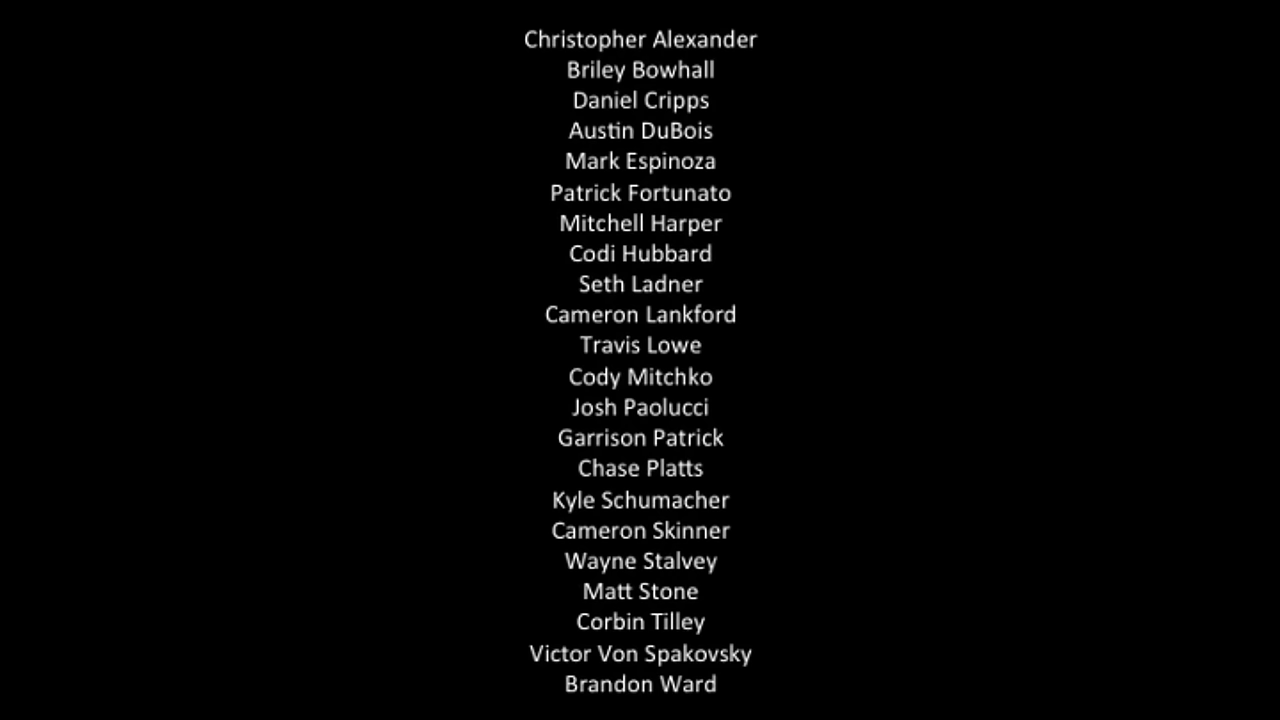 Christopher Alexander
Briley Bowhall
Daniel Cripps
Austin DuBois
Mark Espinoza
Patrick Fortunato
Mitchell Harper
Codi Hubbard
Seth Ladner
Cameron Lankford
Travis Lowe
Cody Mitchko
Josh Paolucci
Garrison Patrick
Chase Platts
Kyle Schumacher
Cameron Skinner
Wayne Stalvey
Matt Stone
Corbin Tilley
Victor Von Spakovsky
Brandon Ward